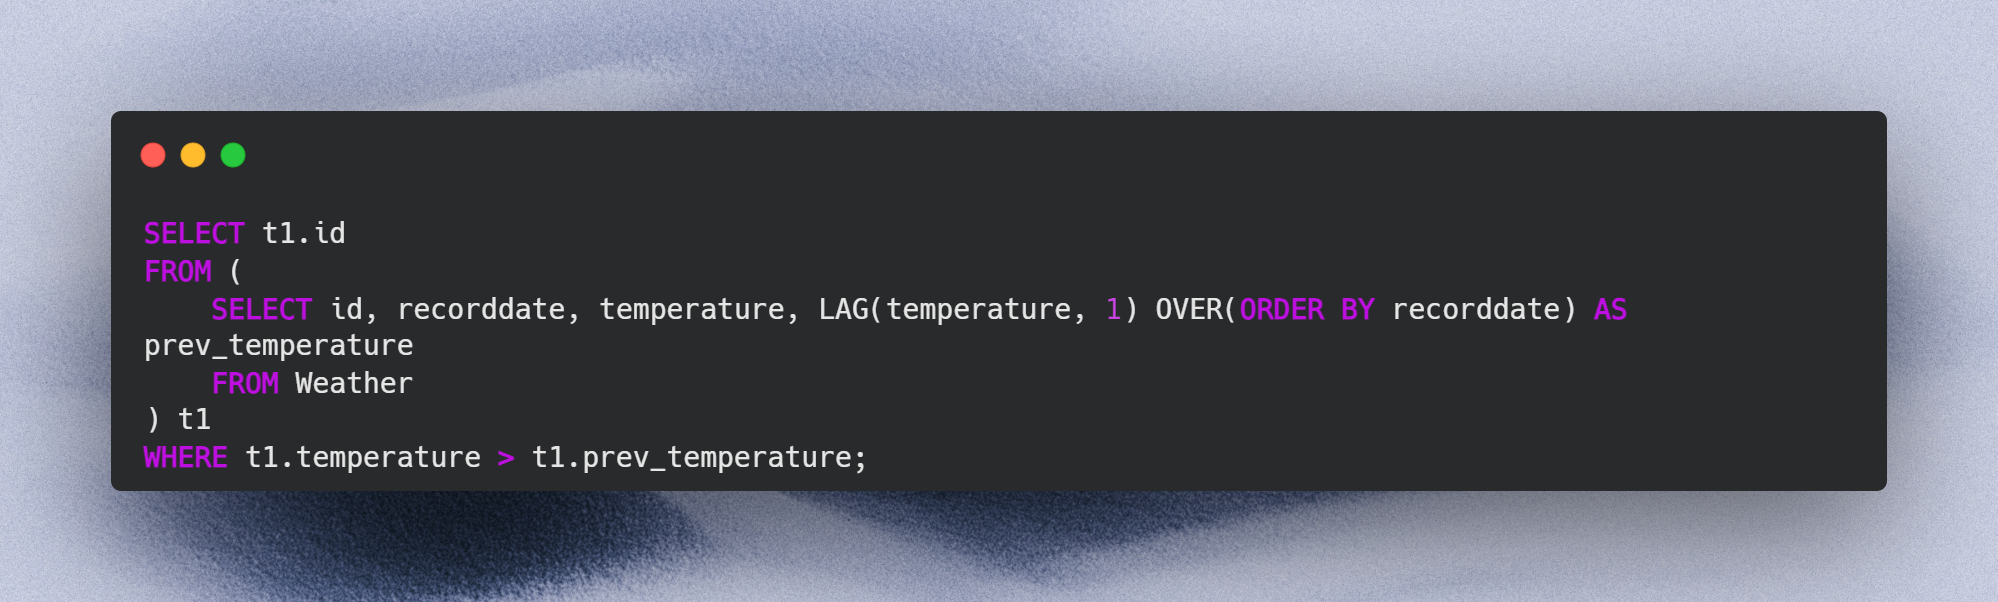 SELECT t1.id
FROM (
    SELECT id, recorddate, temperature, LAG(temperature, 1) OVER(ORDER BY recorddate) AS
prev_temperature
    FROM Weather
) t1
WHERE t1.temperature > t1.prev_temperature;